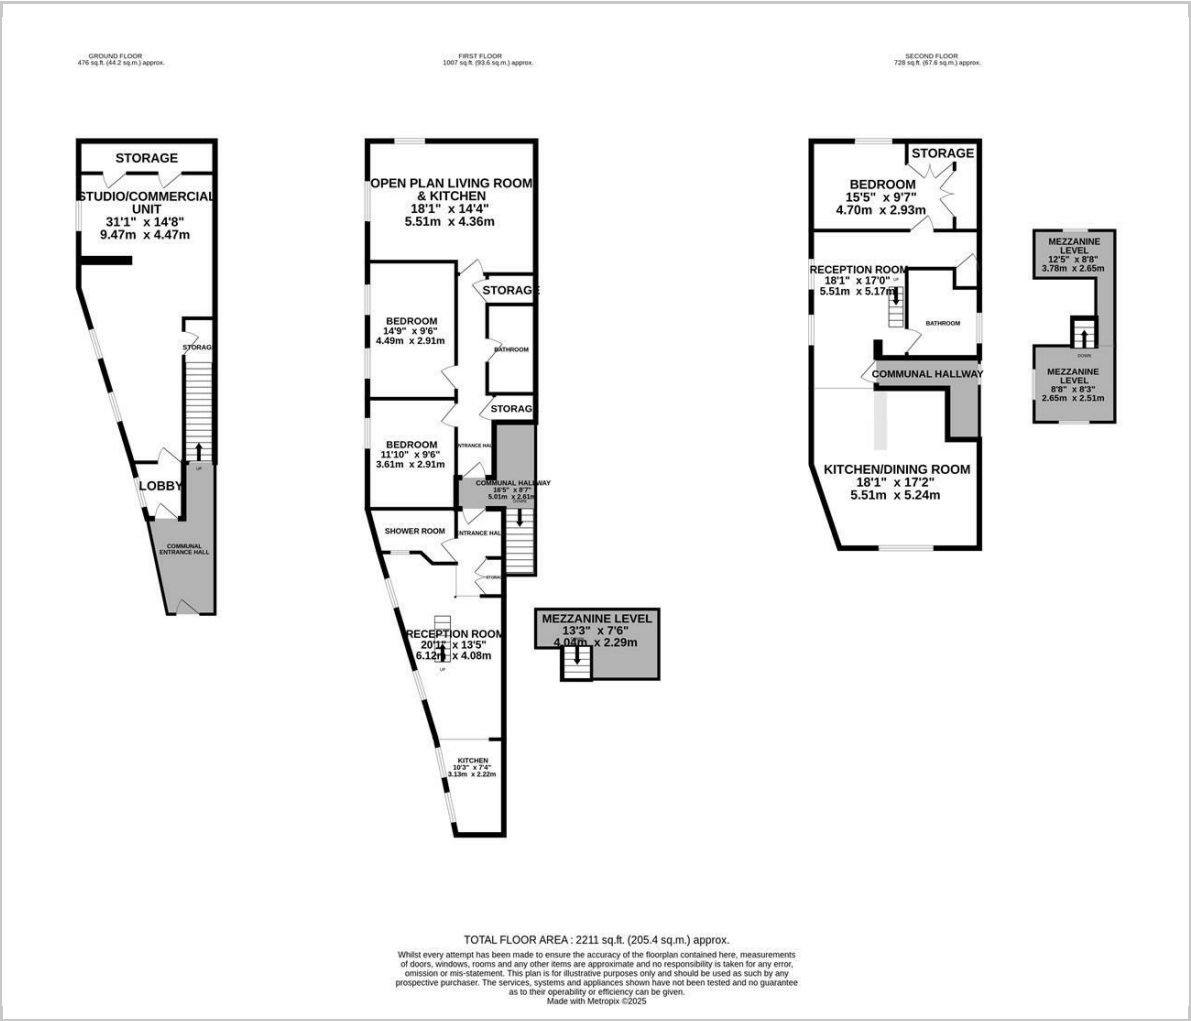 GROUND FLOOR
476 sq.ft. (44.2 sq.m.) approx.
STORAGE
STUDIO/COMMERCIAL
UNIT
31'1" x 14'8"
9.47m x 4.47m
STORAGE
UP
LOBBY
COMMUNAL
ENTRANCE HALL
FIRST FLOOR
1007 sq.ft. (93.6 sq.m.) approx.
OPEN PLAN LIVING ROOM
& KITCHEN
18'1" x 14'4"
5.51m x 4.36m
STORAGE
BEDROOM
14'9" x 9'6"
4.49m x 2.91m
BATHROOM
STORAGE
BEDROOM
11'10" x 9'6"
3.61m x 2.91m
ENTRANCE HALL
COMMUNAL HALLWAY
16'5" x 8'7"
5.01m x 2.61m
DOWN
SHOWER ROOM
ENTRANCE HALL
STORAGE
RECEPTION ROOM
20'1" x 13'5"
6.12m x 4.08m
UP
KITCHEN
10'3" x 7'4"
3.13m x 2.22m
MEZZANINE LEVEL
13'3" x 7'6"
4.04m x 2.29m
SECOND FLOOR
728 sq.ft. (67.6 sq.m.) approx.
STORAGE
BEDROOM
15'5" x 9'7"
4.70m x 2.93m
RECEPTION ROOM
18'1" x 17'0"
5.51m x 5.17m
UP
BATHROOM
COMMUNAL HALLWAY
KITCHEN/DINING ROOM
18'1" x 17'2"
5.51m x 5.24m
MEZZANINE
LEVEL
12'5" x 8'8"
3.78m x 2.65m
DOWN
MEZZANINE
LEVEL
8'8" x 8'3"
2.65m x 2.51m
TOTAL FLOOR AREA : 2211 sq.ft. (205.4 sq.m.) approx.
Whilst every attempt has been made to ensure the accuracy of the floorplan contained here, measurements
of doors, windows, rooms and any other items are approximate and no responsibility is taken for any error,
omission or mis-statement. This plan is for illustrative purposes only and should be used as such by any
prospective purchaser. The services, systems and appliances shown have not been tested and no guarantee
as to their operability or efficiency can be given.
Made with Metropix ©2025